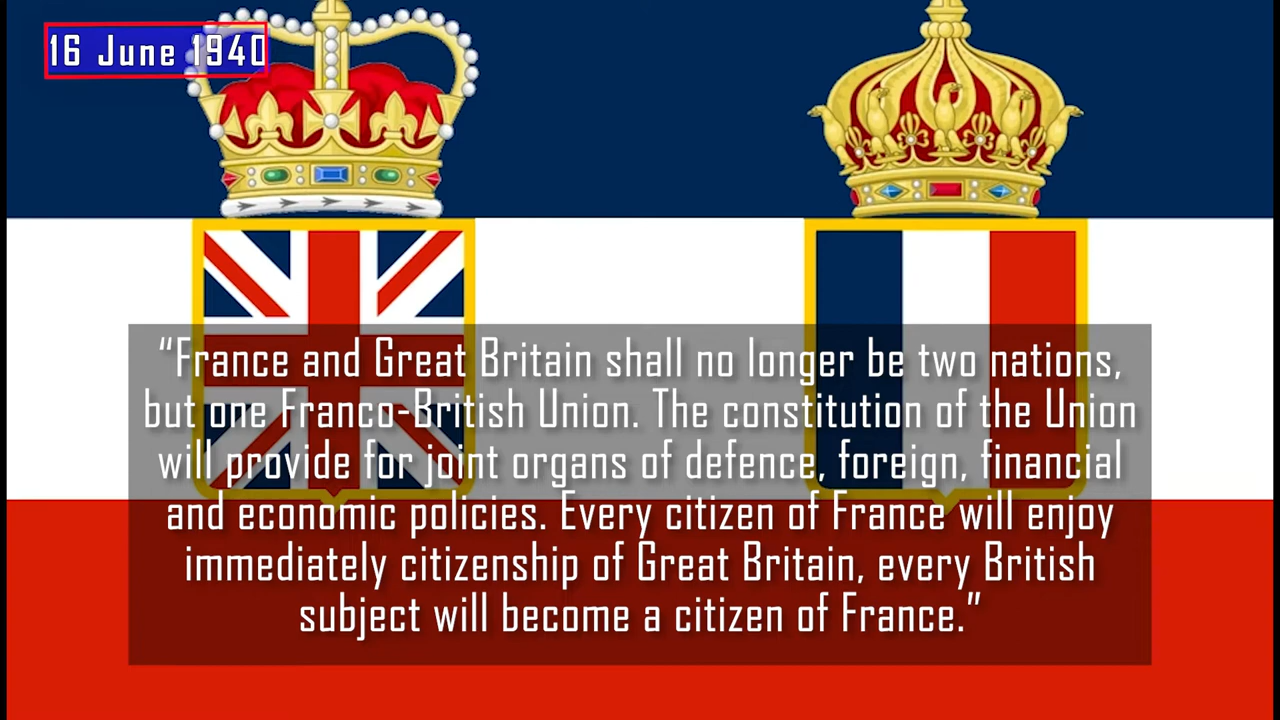 16 June 1940
“France and Great Britain shall no longer be two nations,
but one Franco-British Union. The constitution of the Union
will provide for joint organs of defence, foreign, financial
and economic policies. Every citizen of France will enjoy
immediately citizenship of Great Britain, every British
subject will become a citizen of France.”